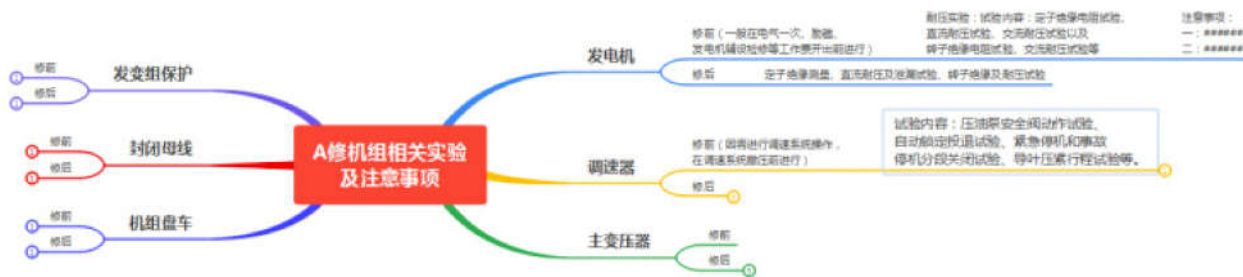 A修机组相关实验
及注意事项
发电机
修前（一般在电气一次、励磁、
发电机辅设检修等工作票开出前进行）
耐压实验：试验内容：定子绝缘电阻试验、
直流耐压试验、交流耐压试验以及
转子绝缘电阻试验、交流耐压试验等
注意事项：
一：######
二：######
修后
定子绝缘测量、直流耐压及泄漏试验、转子绝缘及耐压试验
调速器
修前（因需进行调速系统操作，
在调速系统撤压前进行）
试验内容：压油泵安全阀动作试验、
自动锁定投退试验、紧急停机和事故
停机分段关闭试验、导叶压紧行程试验等。
修后
主变压器
修前
修后
发变组保护
修前
修后
封闭母线
修前
修后
机组盘车
修前
修后